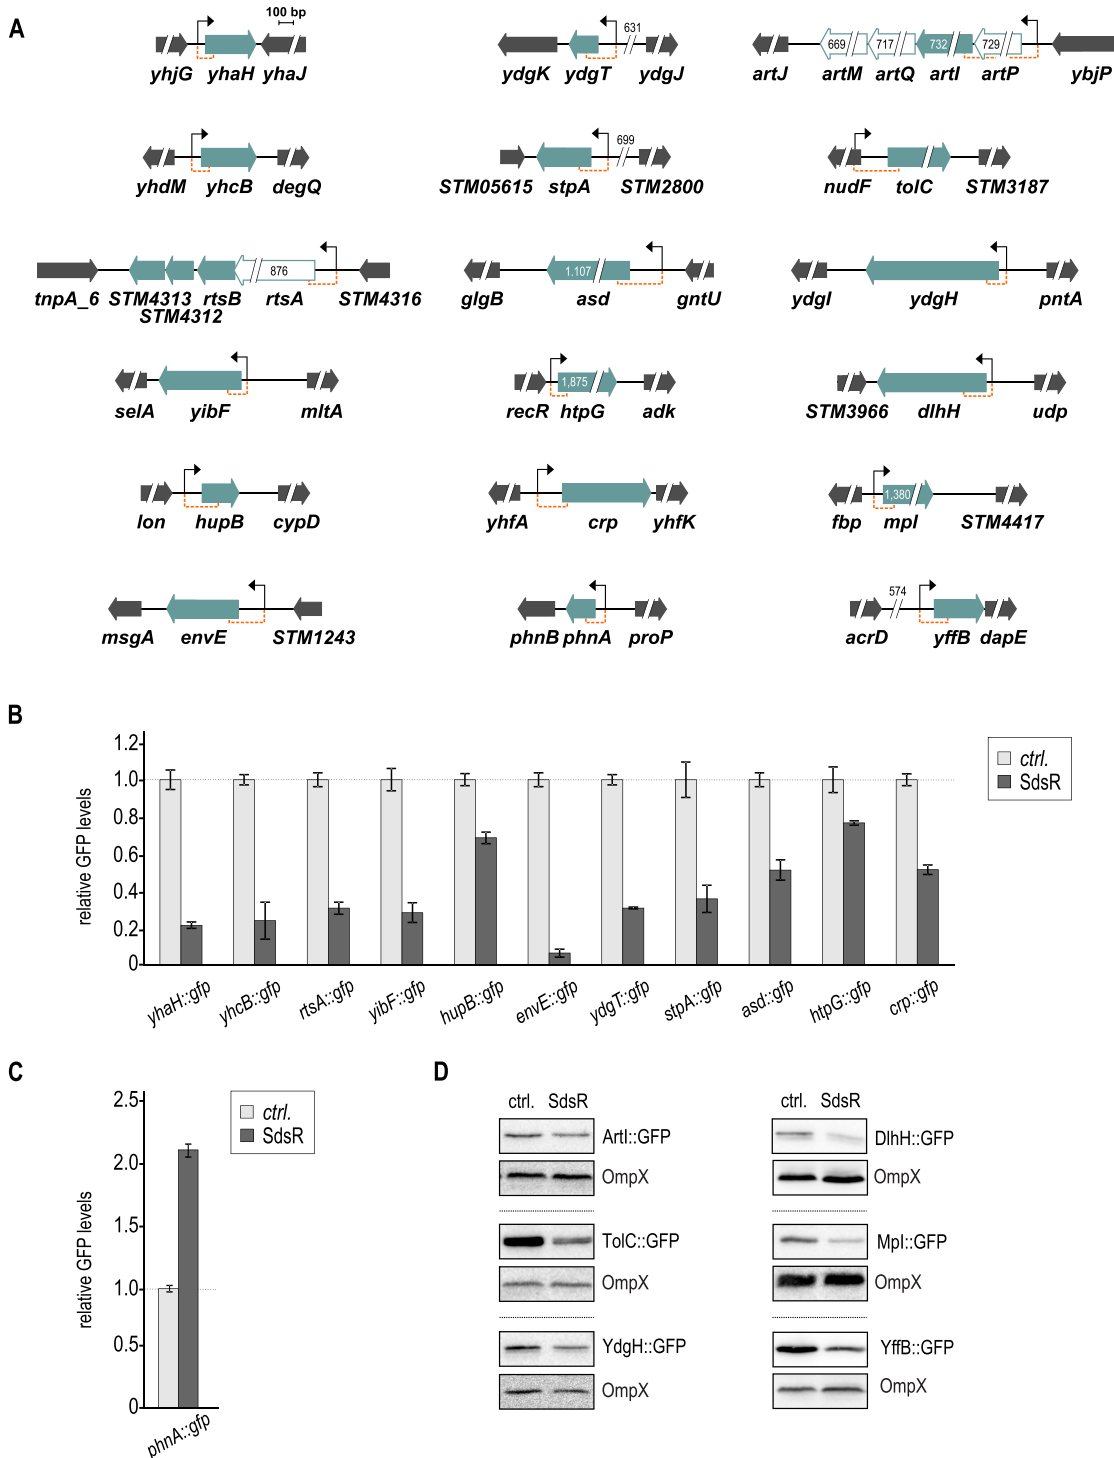 A
100 bp
yhjG yhaH yhaJ
631
ydgK ydgT ydgJ
669 717 732 729
artJ artM artQ artI artP ybjP
yhdM yhcB degQ
699
STM05615 stpA STM2800
nudF tolC STM3187
876
tnpA_6 STM4313 rtsB rtsA STM4316
STM4312
1.107
glgB asd gntU
ydgI ydgH pntA
selA yibF mltA
1,875
recR htpG adk
STM3966 dlhH udp
lon hupB cypD
yhfA crp yhfK
1,380
fbp mpl STM4417
msgA envE STM1243
phnB phnA proP
574
acrD yffB dapE
B
relative GFP levels
1.2
1.0
0.8
0.6
0.4
0.2
0
ctrl.
SdsR
yhaH::gfp yhcB::gfp rtsA::gfp yibF::gfp hupB::gfp envE::gfp ydgT::gfp stpA::gfp asd::gfp htpG::gfp crp::gfp
C
relative GFP levels
2.5
2.0
1.5
1.0
0.5
0
ctrl.
SdsR
phnA::gfp
D
ctrl. SdsR
ArtI::GFP
OmpX
TolC::GFP
OmpX
YdgH::GFP
OmpX
ctrl. SdsR
DlhH::GFP
OmpX
Mpl::GFP
OmpX
YffB::GFP
OmpX